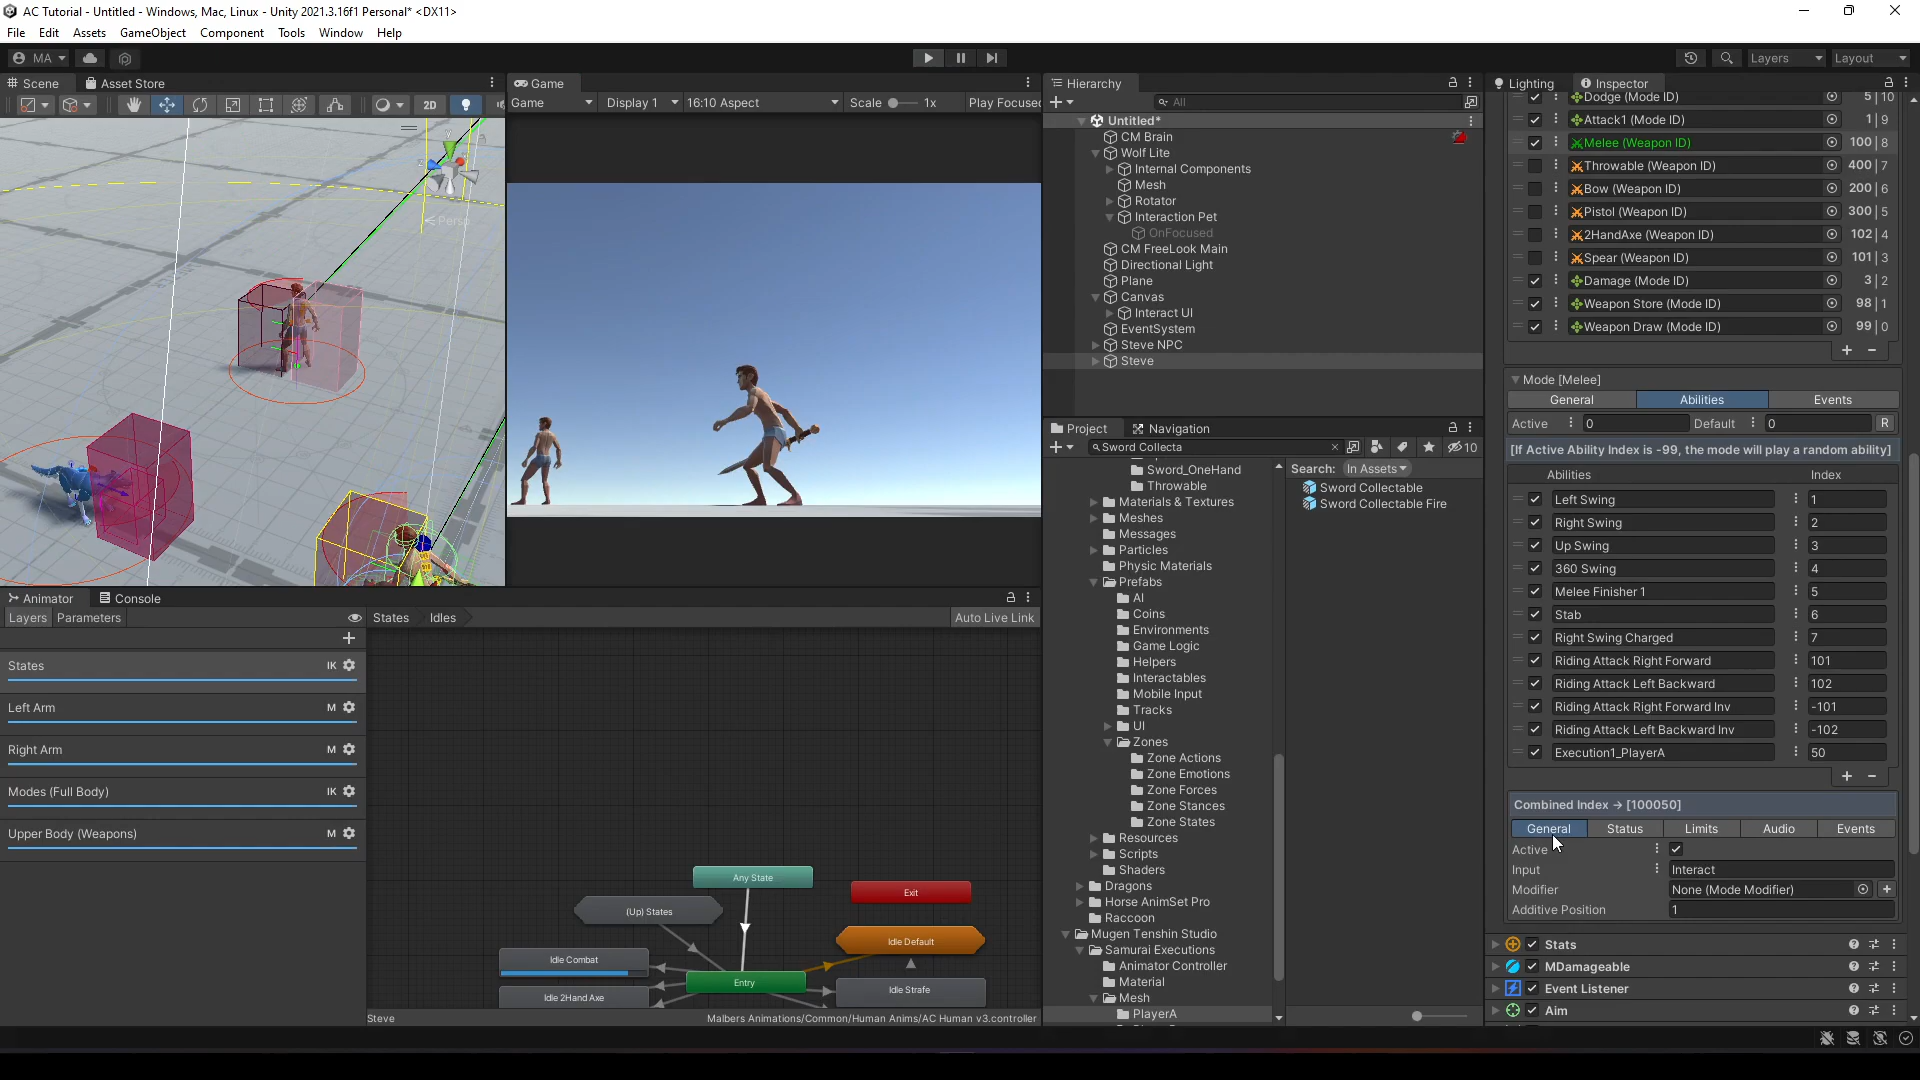 AC Tutorial - Untitled - Windows, Mac, Linux - Unity 2021.3.16f1 Personal* <DX11>
File Edit Assets GameObject Component Tools Window Help
MA
Layers Layout
Scene Asset Store
2D
Game
Game Display 1 16:10 Aspect Scale 1x Play Focused
Persp
Hierarchy
All
Untitled*
CM Brain
Wolf Lite
Internal Components
Mesh
Rotator
Interaction Pet
OnFocused
CM FreeLook Main
Directional Light
Plane
Canvas
Interact UI
EventSystem
Steve NPC
Steve
Project Navigation
Sword Collecta 10
Search: In Assets
Sword Collectable
Sword Collectable Fire
Sword_OneHand
Throwable
Materials & Textures
Meshes
Messages
Particles
Physic Materials
Prefabs
AI
Coins
Environments
Game Logic
Helpers
Interactables
Mobile Input
Tracks
UI
Zones
Zone Actions
Zone Emotions
Zone Forces
Zone Stances
Zone States
Resources
Scripts
Shaders
Dragons
Horse AnimSet Pro
Raccoon
Mugen Tenshin Studio
Samurai Executions
Animator Controller
Material
Mesh
PlayerA
Animator Console
Layers Parameters States Idles Auto Live Link
States IK
Left Arm M
Right Arm M
Modes (Full Body) IK
Upper Body (Weapons) M
Any State
Exit
(Up) States
Idle Default
Idle Combat
Entry
Idle Strafe
Idle 2Hand Axe
Steve Malbers Animations/Common/Human Anims/AC Human v3.controller
Lighting Inspector
Dodge (Mode ID) 5|10
Attack1 (Mode ID) 1|9
Melee (Weapon ID) 100|8
Throwable (Weapon ID) 400|7
Bow (Weapon ID) 200|6
Pistol (Weapon ID) 300|5
2HandAxe (Weapon ID) 102|4
Spear (Weapon ID) 101|3
Damage (Mode ID) 3|2
Weapon Store (Mode ID) 98|1
Weapon Draw (Mode ID) 99|0
Mode [Melee]
General Abilities Events
Active 0 Default 0 R
[If Active Ability Index is -99, the mode will play a random ability]
Abilities Index
Left Swing 1
Right Swing 2
Up Swing 3
360 Swing 4
Melee Finisher 1 5
Stab 6
Right Swing Charged 7
Riding Attack Right Forward 101
Riding Attack Left Backward 102
Riding Attack Right Forward Inv -101
Riding Attack Left Backward Inv -102
Execution1_PlayerA 50
Combined Index -> [100050]
General Status Limits Audio Events
Active
Input Interact
Modifier None (Mode Modifier)
Additive Position 1
Stats
MDamageable
Event Listener
Aim